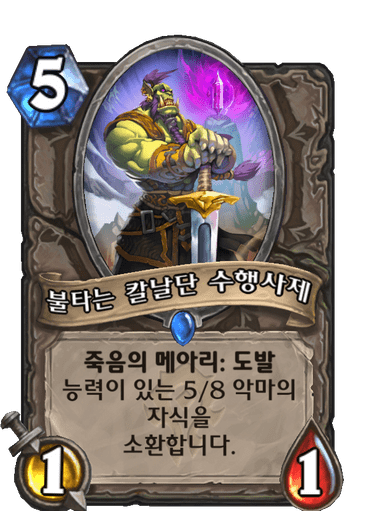 5
불타는 칼날단 수행사제
죽음의 메아리: 도발
능력이 있는 5/8 악마의
자식을
소환합니다.
1
1